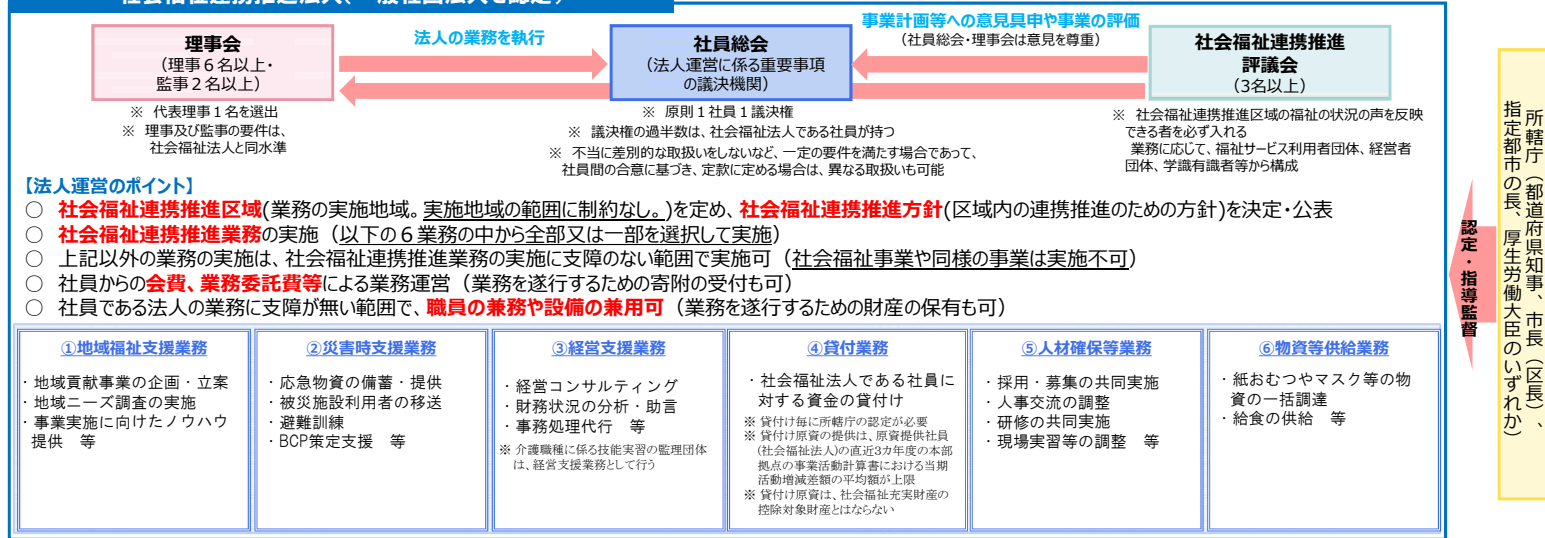 社会福祉連携推進法人(一般社団法人を認定)
理事会
(理事６名以上・
監事２名以上)
法人の業務を執行
社員総会
(法人運営に係る重要事項
の議決機関)
事業計画等への意見具申や事業の評価
(社員総会・理事会は意見を尊重)
社会福祉連携推進
評議会
(3名以上)
※ 代表理事１名を選出
※ 理事及び監事の要件は、
社会福祉法人と同水準
※ 原則１社員１議決権
※ 議決権の過半数は、社会福祉法人である社員が持つ
※ 不当に差別的な取扱いをしないなど、一定の要件を満たす場合であって、
社員間の合意に基づき、定款に定める場合は、異なる取扱いも可能
※ 社会福祉連携推進区域の福祉の状況の声を反映
できる者を必ず入れる
業務に応じて、福祉サービス利用者団体、経営者
団体、学識有識者等から構成
【法人運営のポイント】
○ 社会福祉連携推進区域(業務の実施地域。実施地域の範囲に制約なし。)を定め、社会福祉連携推進方針(区域内の連携推進のための方針)を決定・公表
○ 社会福祉連携推進業務の実施（以下の６業務の中から全部又は一部を選択して実施）
○ 上記以外の業務の実施は、社会福祉連携推進業務の実施に支障のない範囲で実施可（社会福祉事業や同様の事業は実施不可）
○ 社員からの会費、業務委託費等による業務運営（業務を遂行するための寄附の受付も可）
○ 社員である法人の業務に支障が無い範囲で、職員の兼務や設備の兼用可（業務を遂行するための財産の保有も可）
①地域福祉支援業務
・地域貢献事業の企画・立案
・地域ニーズ調査の実施
・事業実施に向けたノウハウ
提供 等
②災害時支援業務
・応急物資の備蓄・提供
・被災施設利用者の移送
・避難訓練
・BCP策定支援 等
③経営支援業務
・経営コンサルティング
・財務状況の分析・助言
・事務処理代行 等
※ 介護職種に係る技能実習の監理団体
は、経営支援業務として行う
④貸付業務
・社会福祉法人である社員に
対する資金の貸付け
※ 貸付け毎に所轄庁の認定が必要
※ 貸付け原資の提供は、原資提供社員
(社会福祉法人)の直近3カ年度の本部
拠点の事業活動計算書における当期
活動増減差額の平均額が上限
※ 貸付け原資は、社会福祉充実財産の
控除対象財産とはならない
⑤人材確保等業務
・採用・募集の共同実施
・人事交流の調整
・研修の共同実施
・現場実習等の調整 等
⑥物資等供給業務
・紙おむつやマスク等の物
資の一括調達
・給食の供給 等
認定・指導監督
所轄庁（都道府県知事、市長（区長）、
指定都市の長、厚生労働大臣のいずれか）